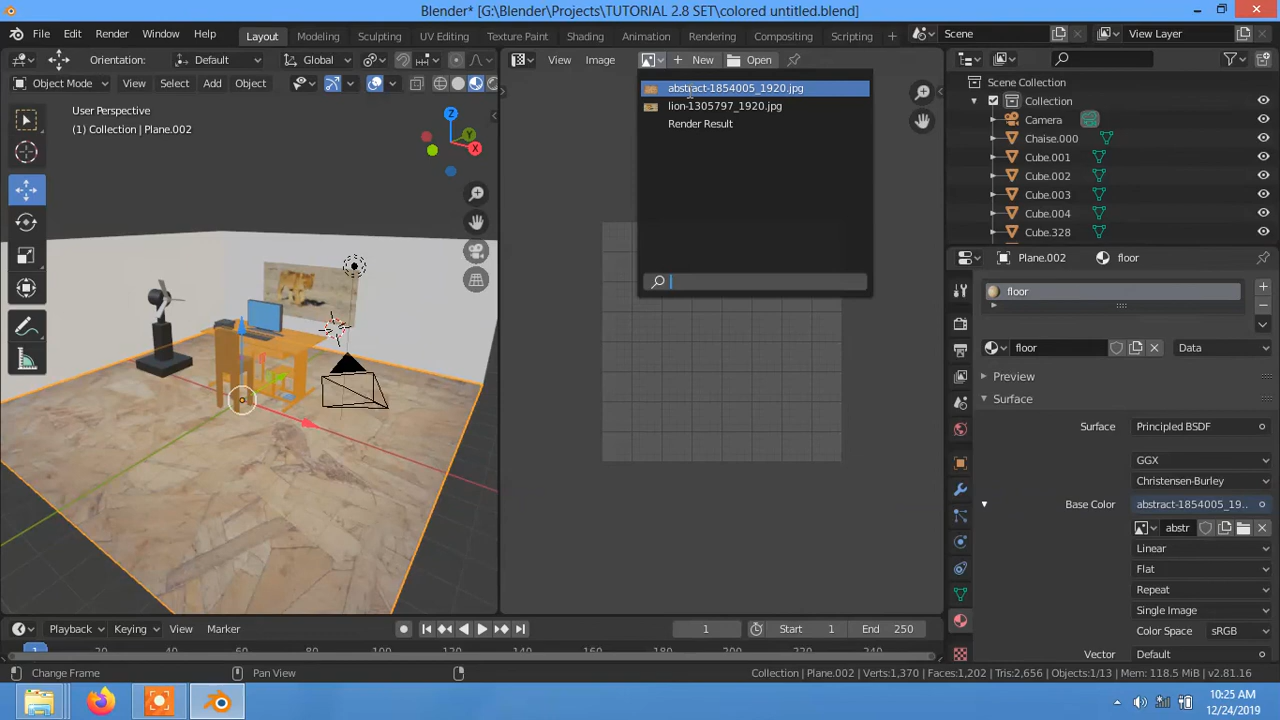 Blender* [G:\Blender\Projects\TUTORIAL 2.8 SET\colored untitled.blend]
File Edit Render Window Help Layout Modeling Sculpting UV Editing Texture Paint Shading Animation Rendering Compositing Scripting Scene View Layer
Orientation: Default Global View Image New Open
Object Mode View Select Add Object
User Perspective
(1) Collection | Plane.002
abstract-1854005_1920.jpg
lion-1305797_1920.jpg
Render Result
Scene Collection
Collection
Camera
Chaise.000
Cube.001
Cube.002
Cube.003
Cube.004
Cube.328
Plane.002 floor
floor
floor Data
Preview
Surface
Surface Principled BSDF
GGX
Christensen-Burley
Base Color abstract-1854005_19..
abstr
Linear
Flat
Repeat
Single Image
Color Space sRGB
Vector Default
Playback Keying View Marker 1 Start 1 End 250
Change Frame Pan View Collection | Plane.002 | Verts:1,370 | Faces:1,202 | Tris:2,656 | Objects:1/13 | Mem: 118.5 MiB | v2.81.16
10:25 AM
12/24/2019